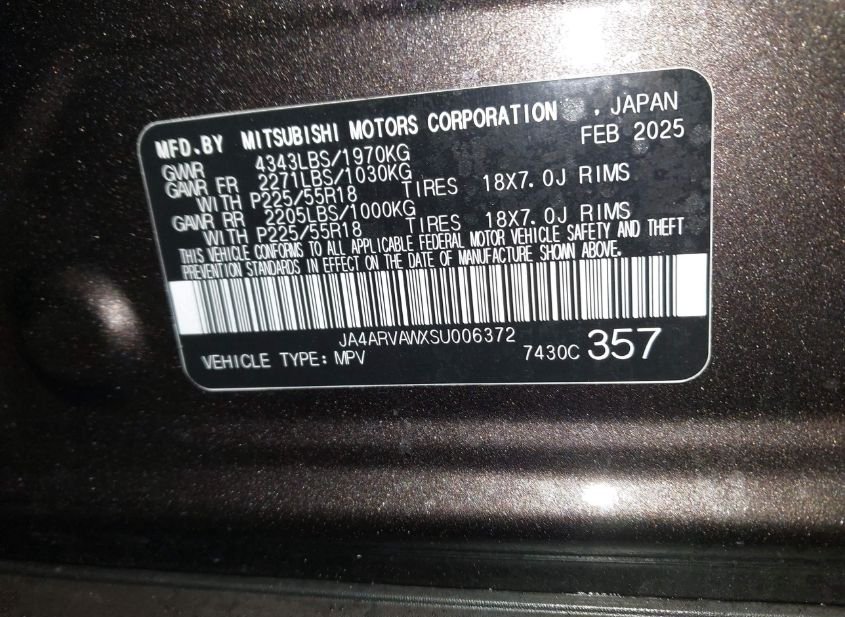 MFD.BY MITSUBISHI MOTORS CORPORATION , JAPAN
FEB 2025
GVWR 4343LBS/1970KG
GAWR FR 2271LBS/1030KG
WITH P225/55R18 TIRES 18X7.0J RIMS
GAWR RR 2205LBS/1000KG
WITH P225/55R18 TIRES 18X7.0J RIMS
THIS VEHICLE CONFORMS TO ALL APPLICABLE FEDERAL MOTOR VEHICLE SAFETY AND THEFT
PREVENTION STANDARDS IN EFFECT ON THE DATE OF MANUFACTURE SHOWN ABOVE.
JA4ARVAWXSU006372
VEHICLE TYPE: MPV 7430C 357